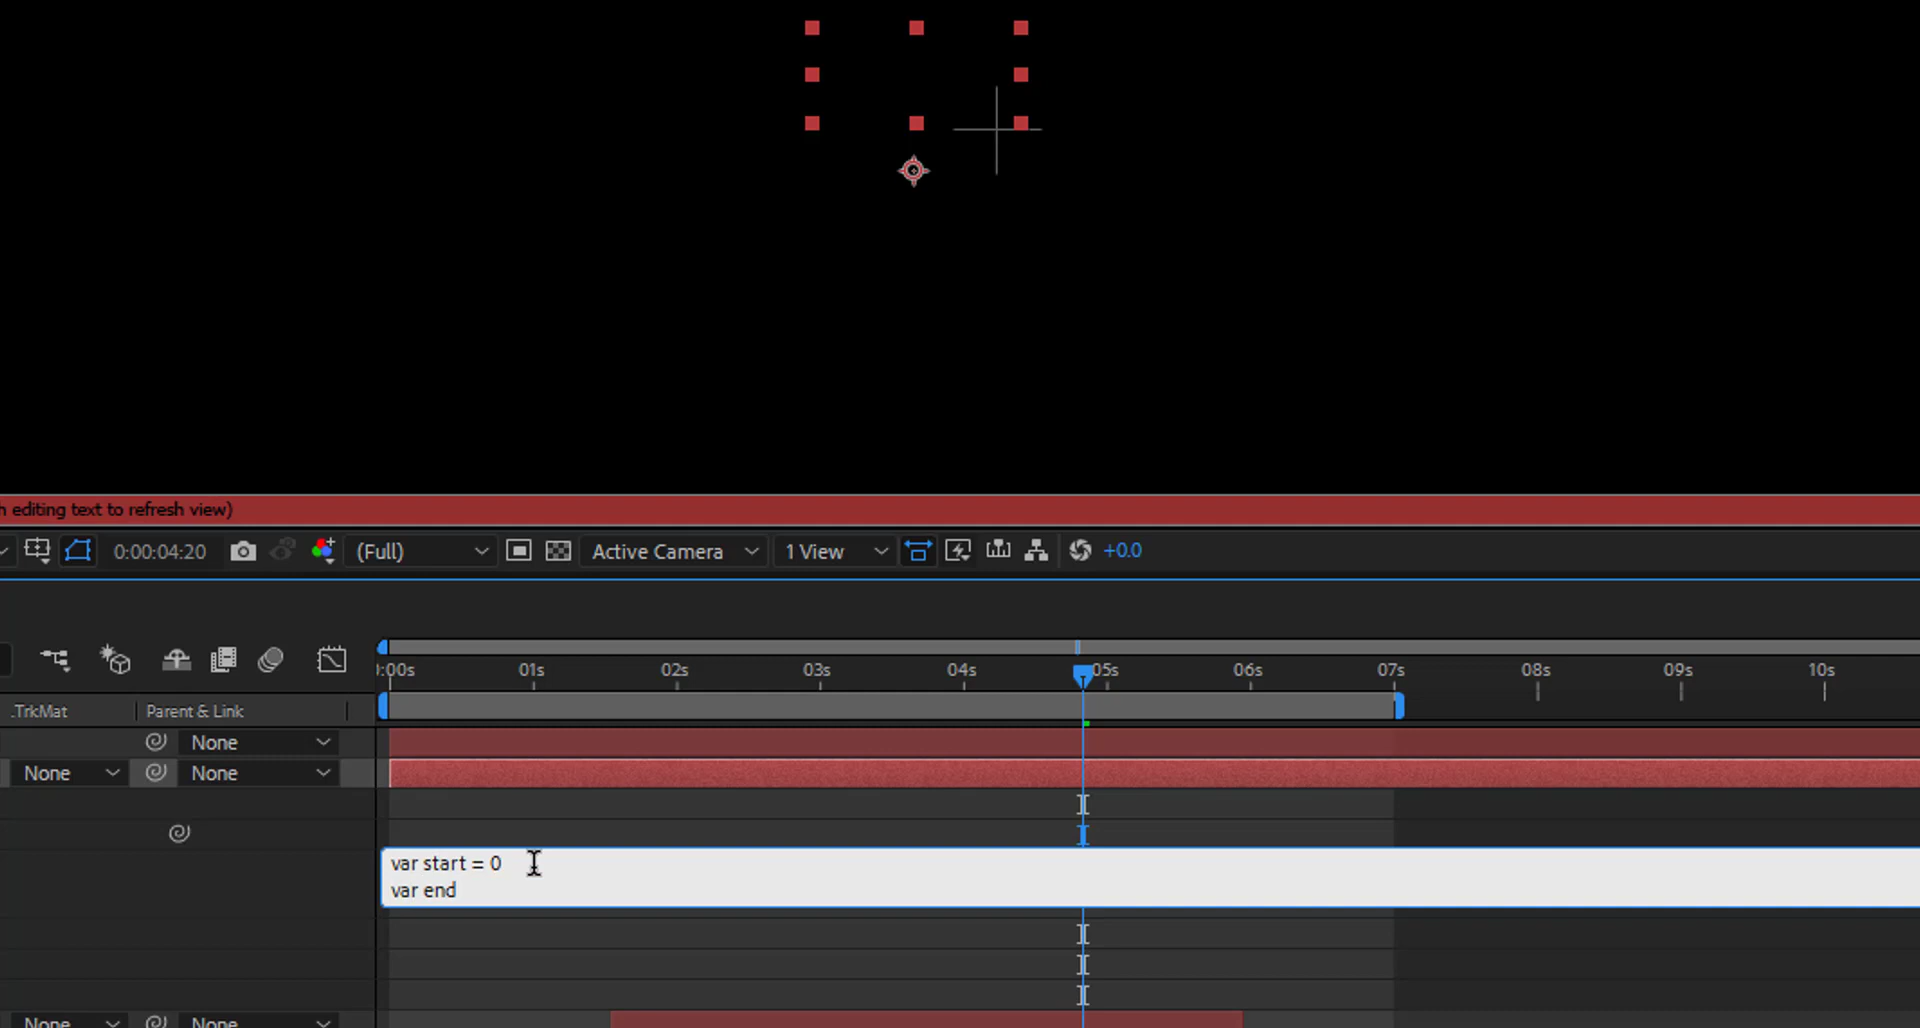 h editing text to refresh view)
0:00:04:20 (Full) Active Camera 1 View +0.0
:00s 01s 02s 03s 04s 05s 06s 07s 08s 09s 10s
.TrkMat Parent & Link
None
None None
var start = 0
var end
None None